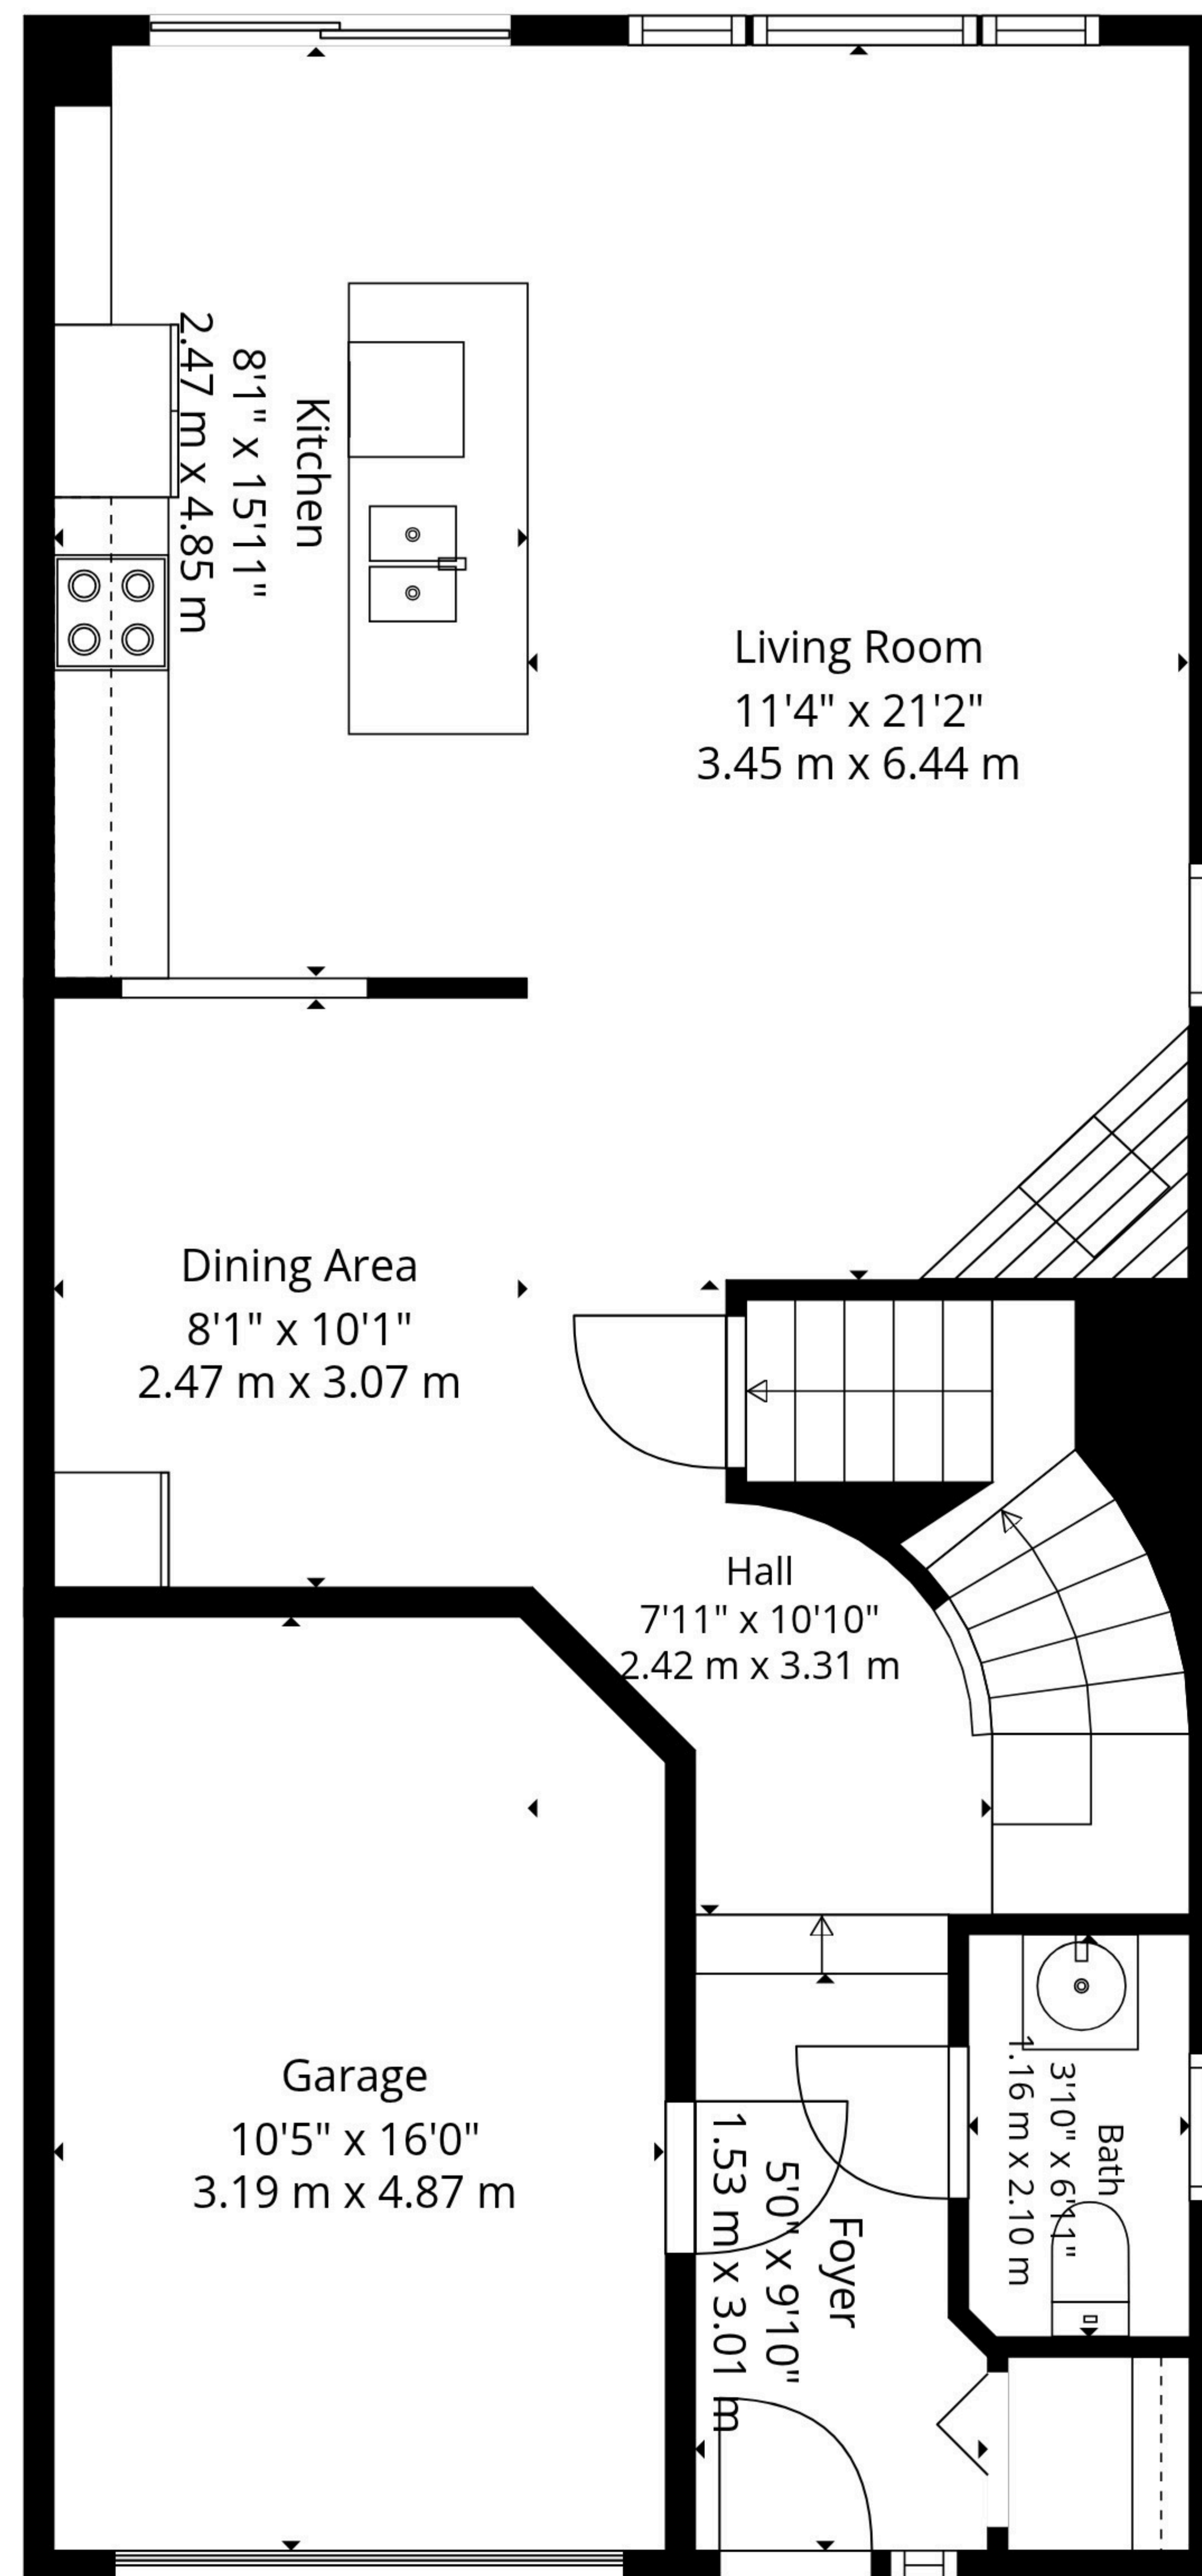 Kitchen
8'1" x 15'11"
2.47 m x 4.85 m
Living Room
11'4" x 21'2"
3.45 m x 6.44 m
Dining Area
8'1" x 10'1"
2.47 m x 3.07 m
Hall
7'11" x 10'10"
2.42 m x 3.31 m
Garage
10'5" x 16'0"
3.19 m x 4.87 m
Foyer
5'0" x 9'10"
1.53 m x 3.01 m
Bath
3'10" x 6'11"
1.16 m x 2.10 m